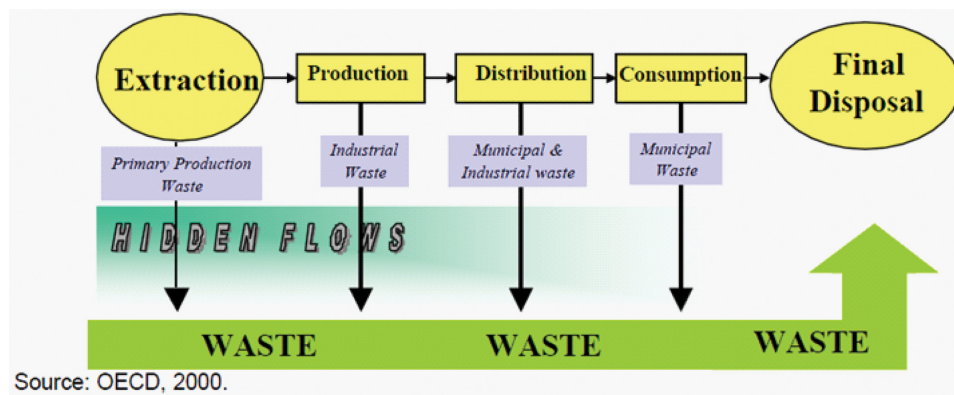 Extraction
Production
Distribution
Consumption
Final
Disposal
Primary Production
Waste
Industrial
Waste
Municipal &
Industrial waste
Municipal
Waste
HIDDEN FLOWS
WASTE WASTE WASTE
Source: OECD, 2000.